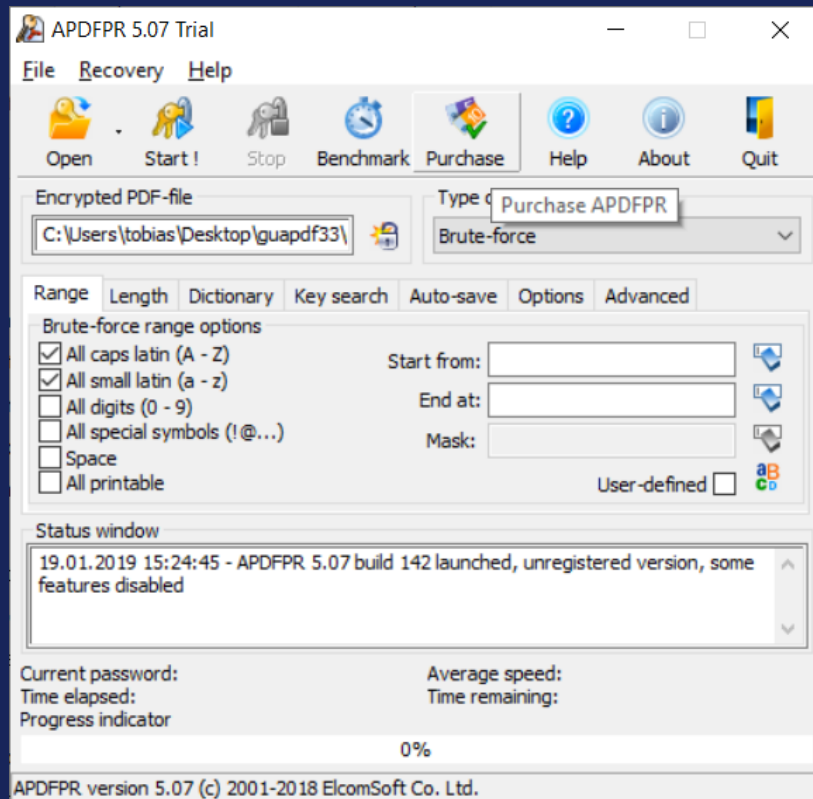 APDFPR 5.07 Trial
File Recovery Help
Open Start! Stop Benchmark Purchase Help About Quit
Encrypted PDF-file Type
Purchase APDFPR
C:\Users\tobias\Desktop\guapdf33\ Brute-force
Range Length Dictionary Key search Auto-save Options Advanced
Brute-force range options
All caps latin (A - Z)
Start from:
All small latin (a - z)
End at:
All digits (0 - 9)
All special symbols (!@...)
Mask:
Space
All printable
User-defined
aBcD
Status window
19.01.2019 15:24:45 - APDFPR 5.07 build 142 launched, unregistered version, some
features disabled
Current password: Average speed:
Time elapsed: Time remaining:
Progress indicator
0%
APDFPR version 5.07 (c) 2001-2018 ElcomSoft Co. Ltd.